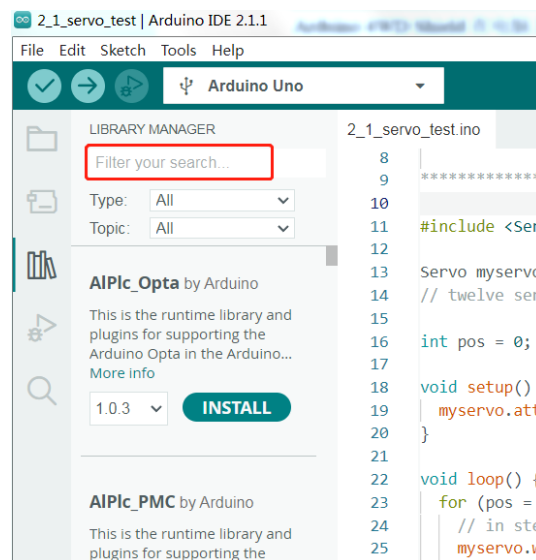 2_1_servo_test | Arduino IDE 2.1.1
File Edit Sketch Tools Help
Arduino Uno
LIBRARY MANAGER
Filter your search...
Type: All
Topic: All
AlPlc_Opta by Arduino
This is the runtime library and
plugins for supporting the
Arduino Opta in the Arduino...
More info
1.0.3 INSTALL
AlPlc_PMC by Arduino
This is the runtime library and
plugins for supporting the
2_1_servo_test.ino
8
9 *************
10
11 #include <Ser
12
13 Servo myservo
14 // twelve ser
15
16 int pos = 0;
17
18 void setup()
19 myservo.att
20 }
21
22 void loop() {
23 for (pos =
24 // in ste
25 myservo.w